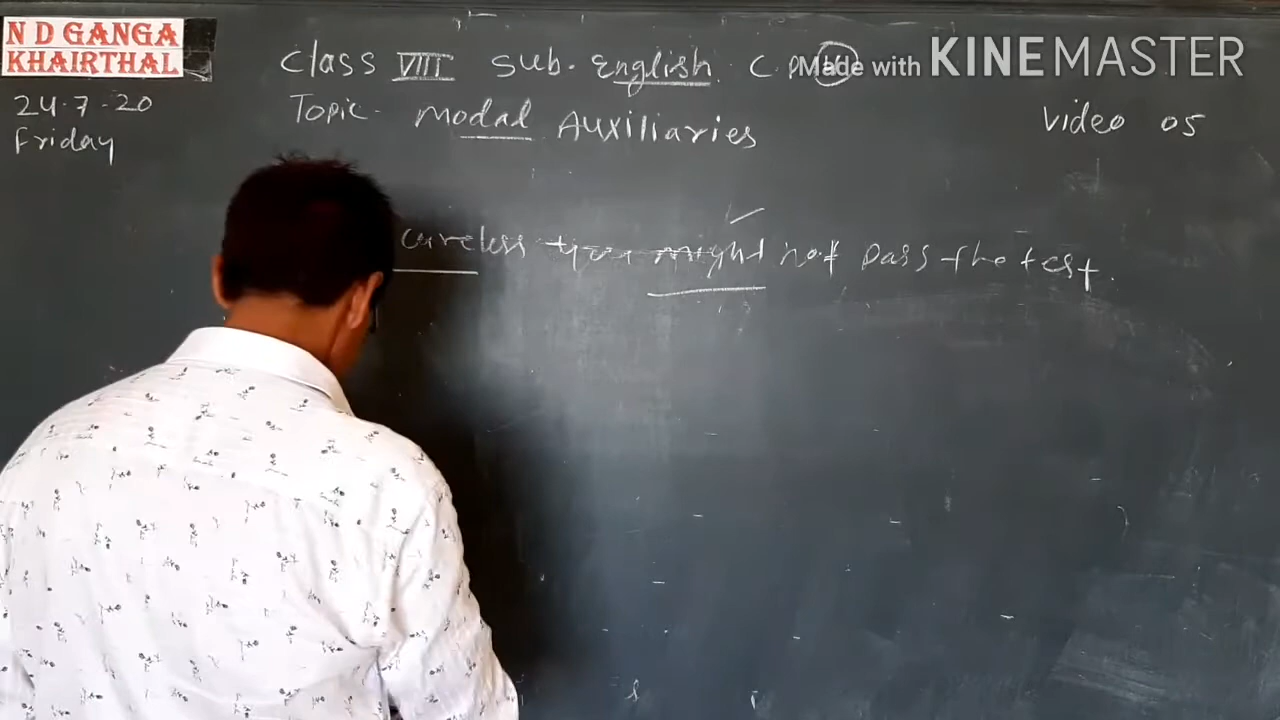 N D GANGA
KHAIRTHAL
Class VIII Sub. English
Made with KINEMASTER
24.7.20
Friday
Topic - Modal Auxiliaries
Video 05
careless you might not pass the test.